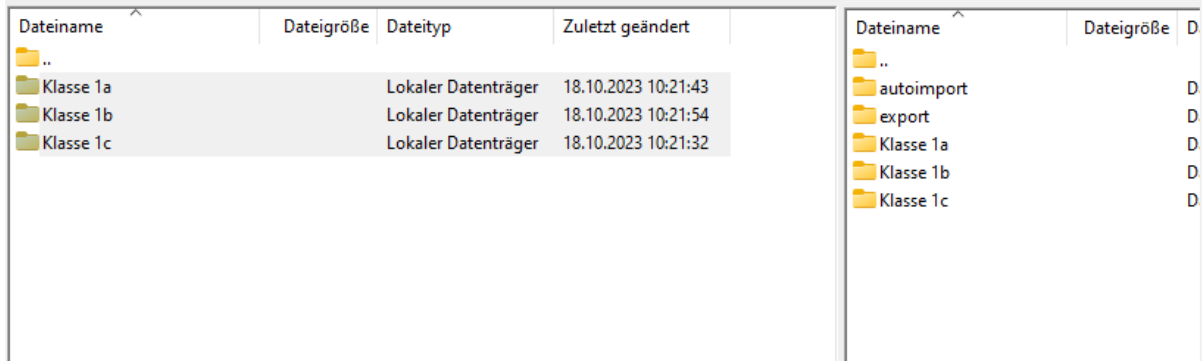 Dateiname Dateigröße Dateityp Zuletzt geändert
..
Klasse 1a Lokaler Datenträger 18.10.2023 10:21:43
Klasse 1b Lokaler Datenträger 18.10.2023 10:21:54
Klasse 1c Lokaler Datenträger 18.10.2023 10:21:32
Dateiname Dateigröße
..
autoimport
export
Klasse 1a
Klasse 1b
Klasse 1c